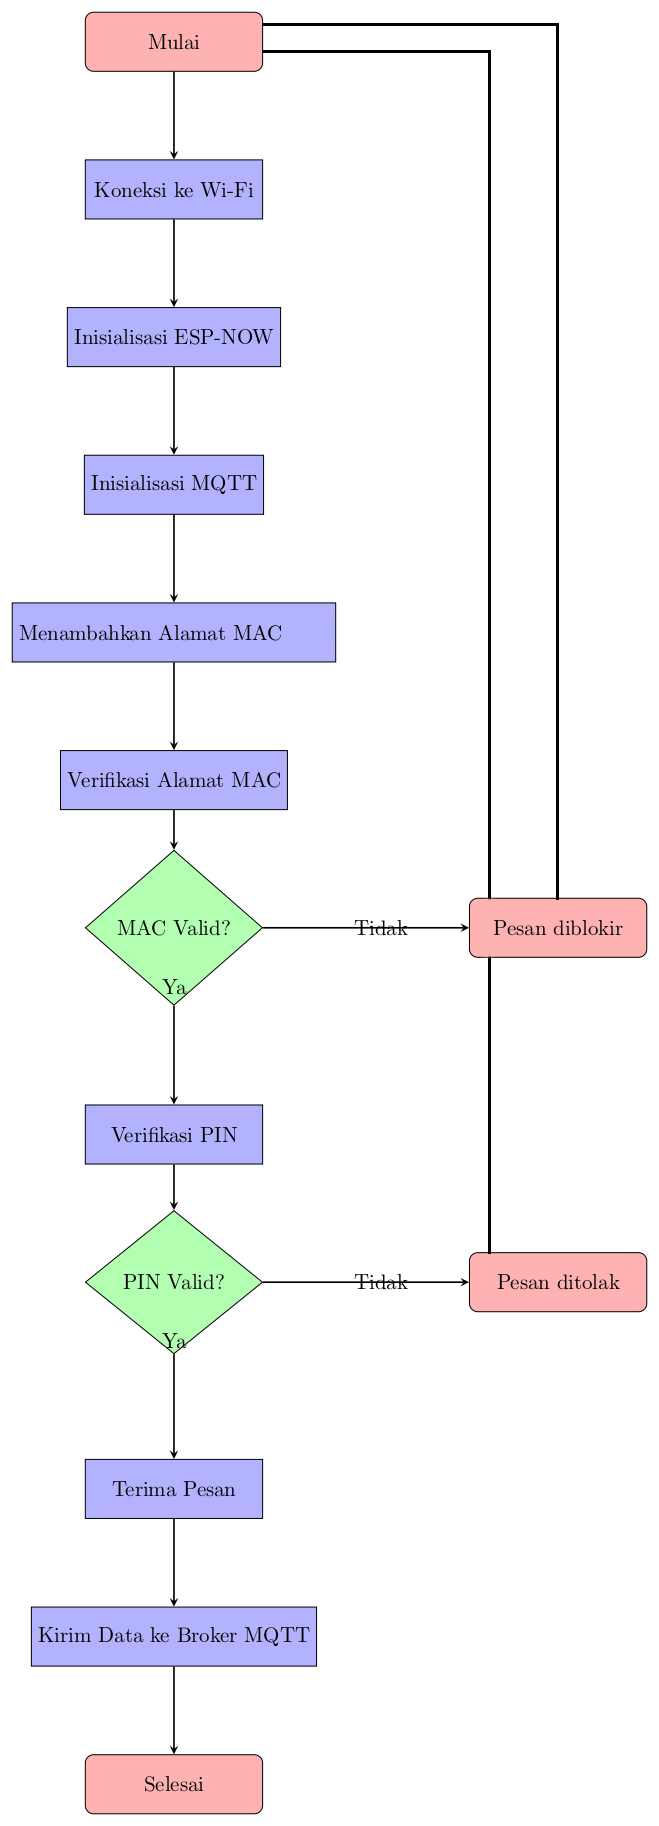 Mulai
Koneksi ke Wi-Fi
Inisialisasi ESP-NOW
Inisialisasi MQTT
Menambahkan Alamat MAC
Verifikasi Alamat MAC
MAC Valid?
Tidak
Pesan diblokir
Ya
Verifikasi PIN
PIN Valid?
Tidak
Pesan ditolak
Ya
Terima Pesan
Kirim Data ke Broker MQTT
Selesai